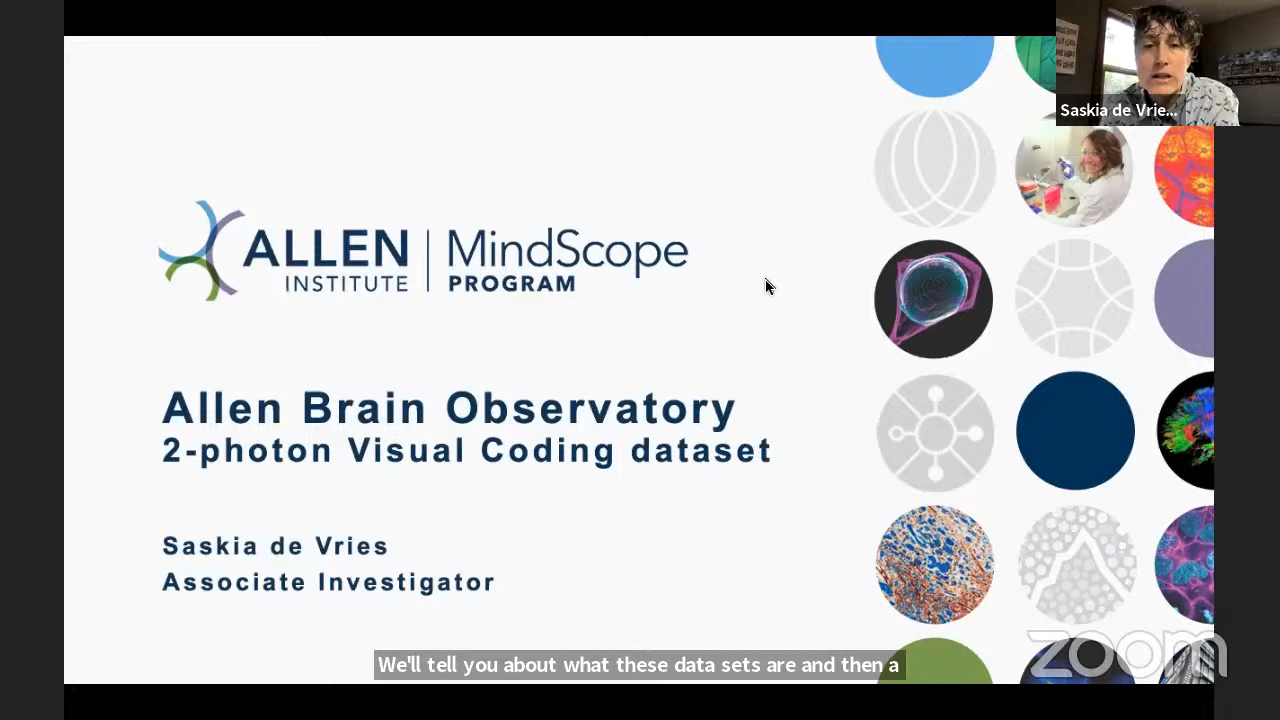 Saskia de Vrie...
ALLEN
INSTITUTE
MindScope
PROGRAM
Allen Brain Observatory
2-photon Visual Coding dataset
Saskia de Vries
Associate Investigator
We'll tell you about what these data sets are and then a
zoom